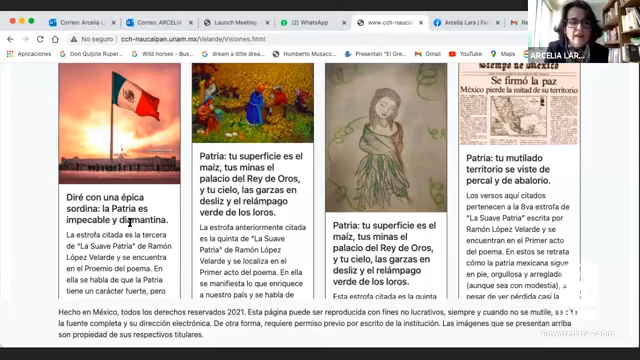 Correo: Arcelia L
Correo: ARCELIA
Launch Meeting
(2) WhatsApp
www.cch-naucalp
Arcelia Lara | Fac
Re
No seguro
cch-naucalpan.unam.mx/Velarde/Visiones.html
Aplicaciones
Don Quijote Ruper
Wild horses - Bus
dream a little drea
Humberto Musacc
Presentan "El Gre
Gmail
YouTube
Maps
ARCELIA LAR...
Diré con una épica
sordina: la Patria es
impecable y diamantina.
La estrofa citada es la tercera
de "La Suave Patria" de Ramón
López Velarde y se encuentra
en el Proemio del poema. En
ella se habla de que la Patria
tiene un carácter fuerte, pero
Patria: tu superficie es el
maíz, tus minas el
palacio del Rey de Oros,
y tu cielo, las garzas en
desliz y el relámpago
verde de los loros.
La estrofa anteriormente citada
es la quinta de "La Suave
Patria" de Ramón López
Velarde y se localiza en el
Primer acto del poema. En ella
se manifiesta lo que enriquece
a nuestro país y se habla de
Patria: tu superficie es el
maíz, tus minas el
palacio del Rey de Oros,
y tu cielo, las garzas en
desliz y el relámpago
verde de los loros.
Esta estrofa citada es la quinta
Tiempo de México
Se firmó la paz
México pierde la mitad de su territorio
Patria: tu mutilado
territorio se viste de
percal y de abalorio.
Los versos aquí citados
pertenecen a la 8va estrofa de
"La Suave Patria" escrita por
Ramón López Velarde y se
encuentran en el Primer acto
del poema. En estos se retrata
cómo la patria mexicana sigue
en pie, orgullosa y arreglada
(aunque sea con modestia), a
pesar de ver perdida casi la
Hecho en México, todos los derechos reservados 2021. Esta página puede ser reproducida con fines no lucrativos, siempre y cuando no se mutile, se cite
la fuente completa y su dirección electrónica. De otra forma, requiere permiso previo por escrito de la institución. Las imágenes que se presentan arriba
son propiedad de sus respectivos titulares.
Powered by Zoom